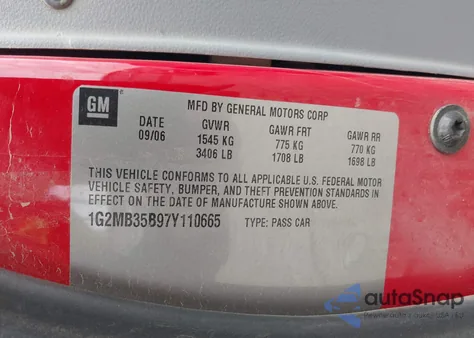 GM
MFD BY GENERAL MOTORS CORP
DATE GVWR GAWR FRT GAWR RR
09/06 1545 KG 775 KG 770 KG
3406 LB 1708 LB 1698 LB
THIS VEHICLE CONFORMS TO ALL APPLICABLE U.S. FEDERAL MOTOR
VEHICLE SAFETY, BUMPER, AND THEFT PREVENTION STANDARDS IN
EFFECT ON THE DATE OF MANUFACTURE SHOWN ABOVE.
1G2MB35B97Y110665 TYPE: PASS CAR
autoSnap